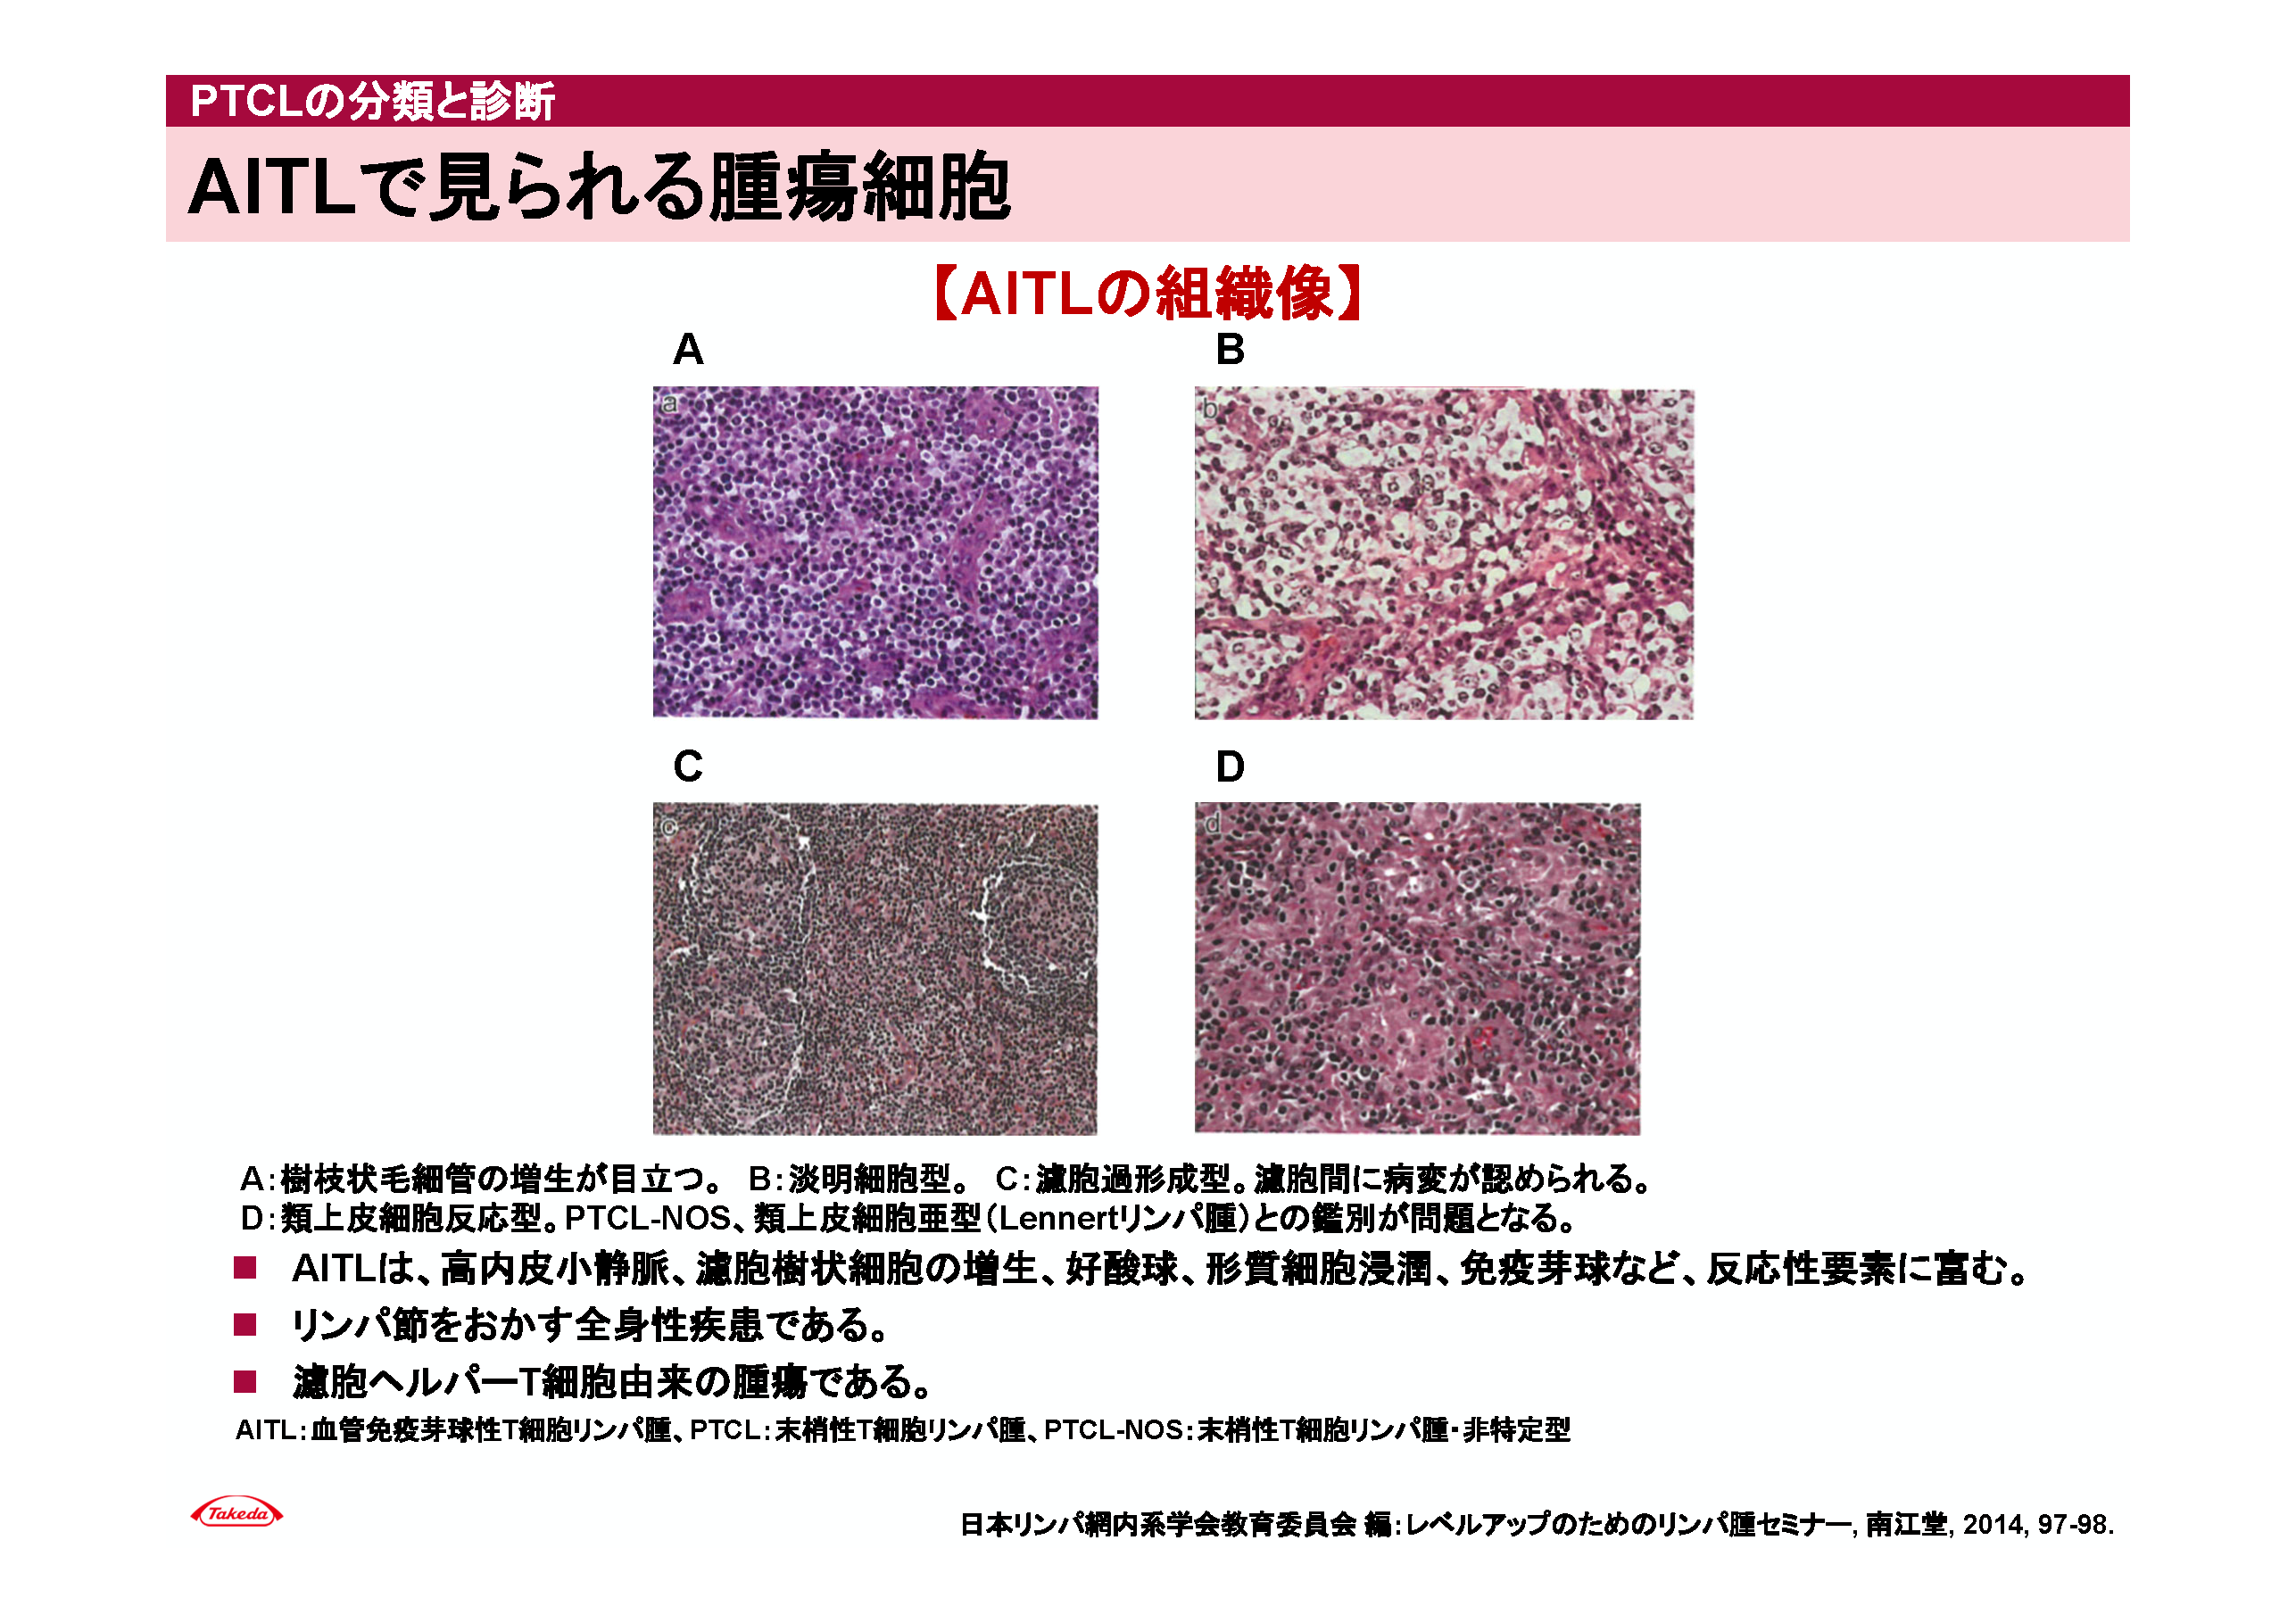 PTCLの分類と診断
AITLで見られる腫瘍細胞
【AITLの組織像】
A
B
a
b
C
D
c
d
A：樹枝状毛細管の増生が目立つ。 B：淡明細胞型。 C：濾胞過形成型。濾胞間に病変が認められる。
D：類上皮細胞反応型。PTCL-NOS、類上皮細胞亜型（Lennertリンパ腫）との鑑別が問題となる。
■ AITLは、高内皮小静脈、濾胞樹状細胞の増生、好酸球、形質細胞浸潤、免疫芽球など、反応性要素に富む。
■ リンパ節をおかす全身性疾患である。
■ 濾胞ヘルパーT細胞由来の腫瘍である。
AITL：血管免疫芽球性T細胞リンパ腫、PTCL：末梢性T細胞リンパ腫、PTCL-NOS：末梢性T細胞リンパ腫・非特定型
Takeda
日本リンパ網内系学会教育委員会 編：レベルアップのためのリンパ腫セミナー, 南江堂, 2014, 97-98.